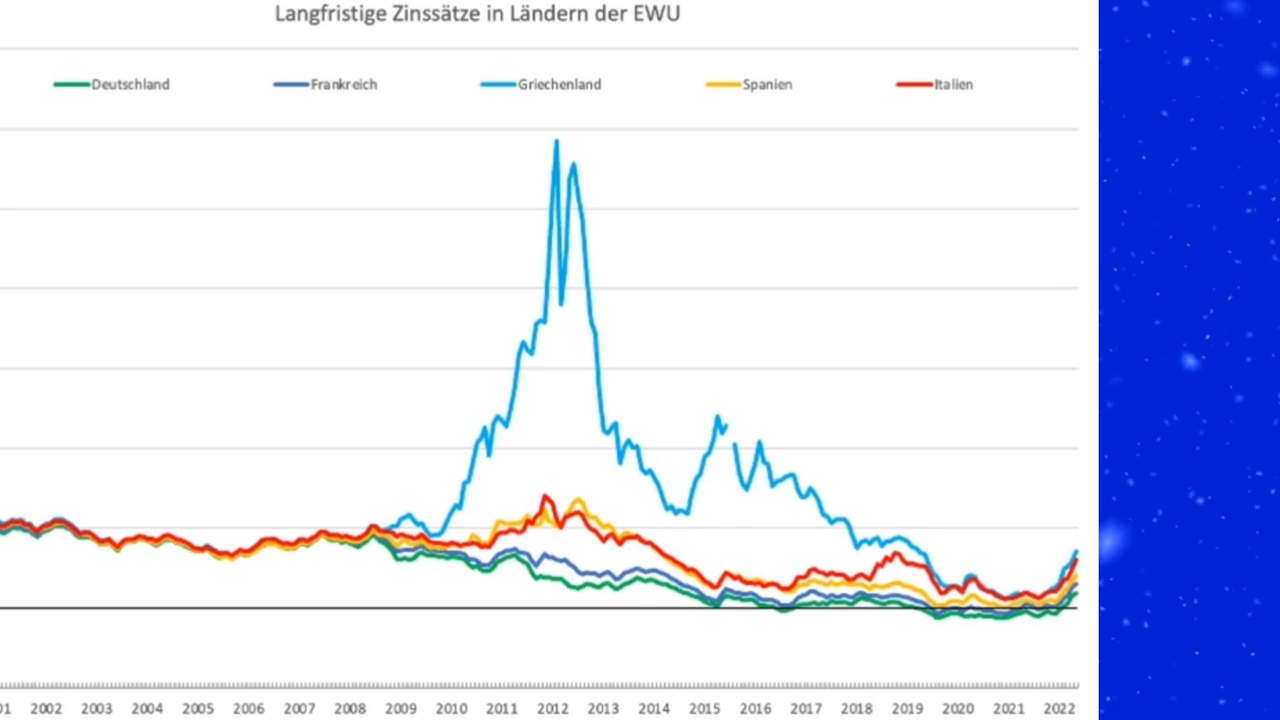 Langfristige Zinssätze in Ländern der EWU
Deutschland Frankreich Griechenland Spanien Italien
01 2002 2003 2004 2005 2006 2007 2008 2009 2010 2011 2012 2013 2014 2015 2016 2017 2018 2019 2020 2021 2022